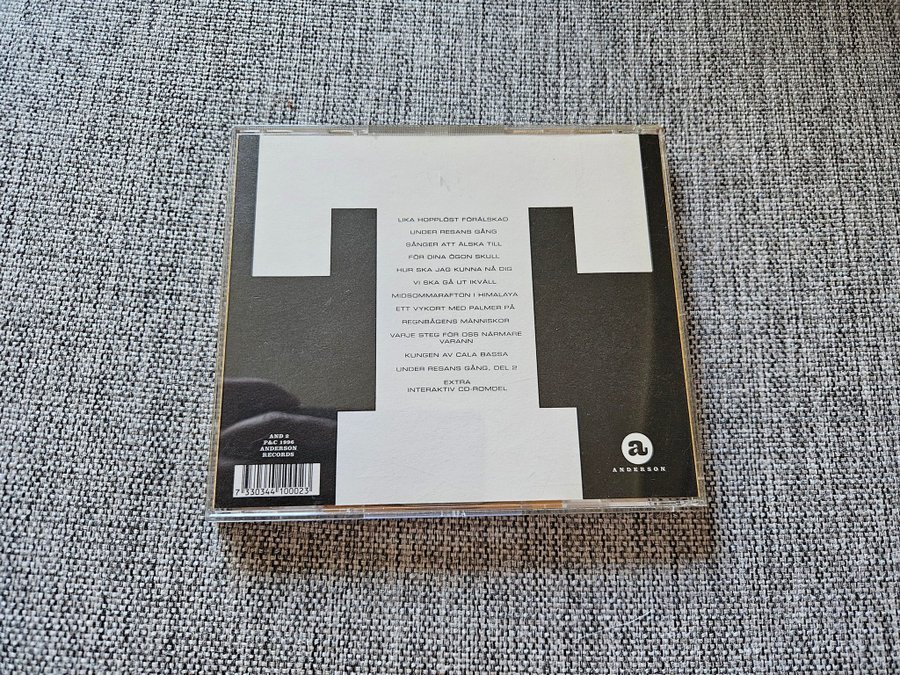 LIKA HOPPLÖST FÖRÄLSKAD
UNDER RESANS GÅNG
SÅNGER ATT ÄLSKA TILL
FÖR DINA ÖGON SKULL
HUR SKA JAG KUNNA NÅ DIG
VI SKA GÅ UT IKVÄLL
MIDSOMMARAFTON I HIMALAYA
ETT VYKORT MED PALMER PÅ
REGNBÅGENS MÄNNISKOR
VARJE STEG FÖR OSS NÄRMARE
VARANN
KUNGEN AV CALA BASSA
UNDER RESANS GÅNG, DEL 2
EXTRA
INTERAKTIV CD-ROMDEL
AND 2
P&C 1996
ANDERSON
RECORDS
7 330344 100023
a
ANDERSON